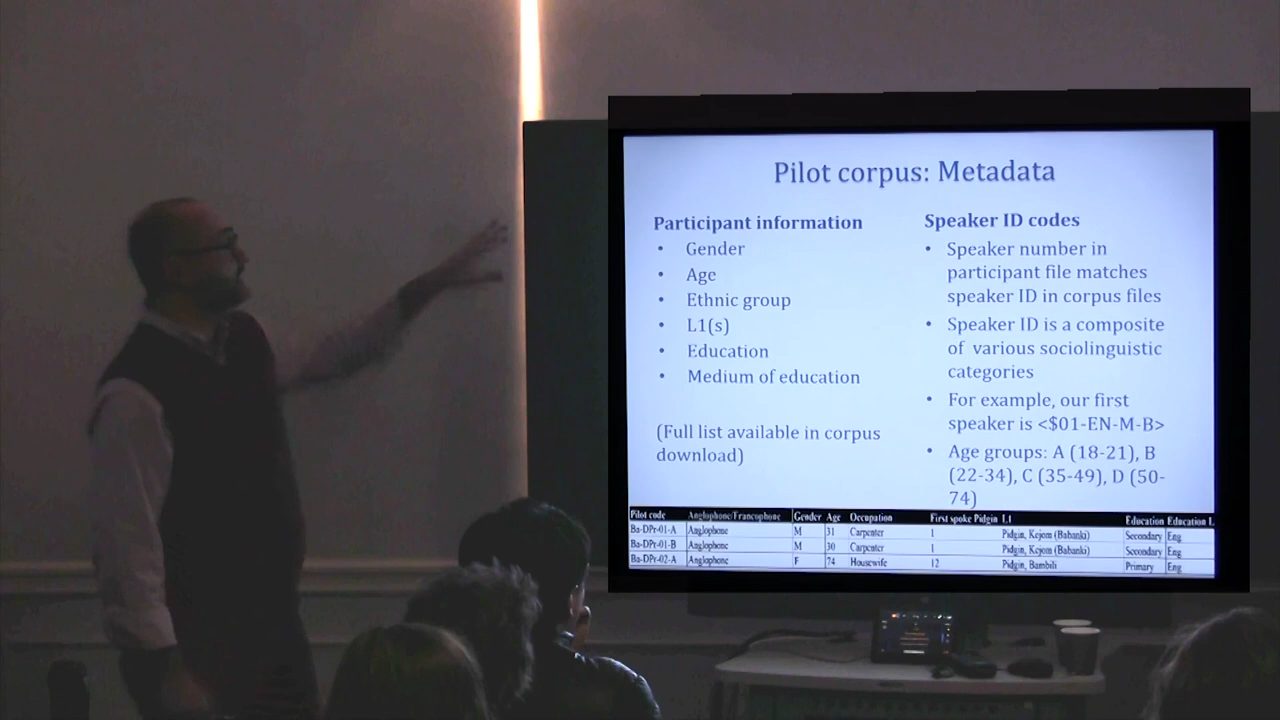 Pilot corpus: Metadata
Participant information
• Gender
• Age
• Ethnic group
• L1(s)
• Education
• Medium of education
(Full list available in corpus
download)
Speaker ID codes
• Speaker number in
participant file matches
speaker ID in corpus files
• Speaker ID is a composite
of various sociolinguistic
categories
• For example, our first
speaker is <$01-EN-M-B>
• Age groups: A (18-21), B
(22-34), C (35-49), D (50-
74)
Pilot code Anglophone/Francophone Gender Age Occupation First spoke Pidgin L1 Education Education L
Ba-DPr-01-A Anglophone M 31 Carpenter 1 Pidgin, Kejom (Babanki) Secondary Eng
Ba-DPr-01-B Anglophone M 30 Carpenter 1 Pidgin, Kejom (Babanki) Secondary Eng
Ba-DPr-02-A Anglophone F 74 Housewife 12 Pidgin, Bambili Primary Eng